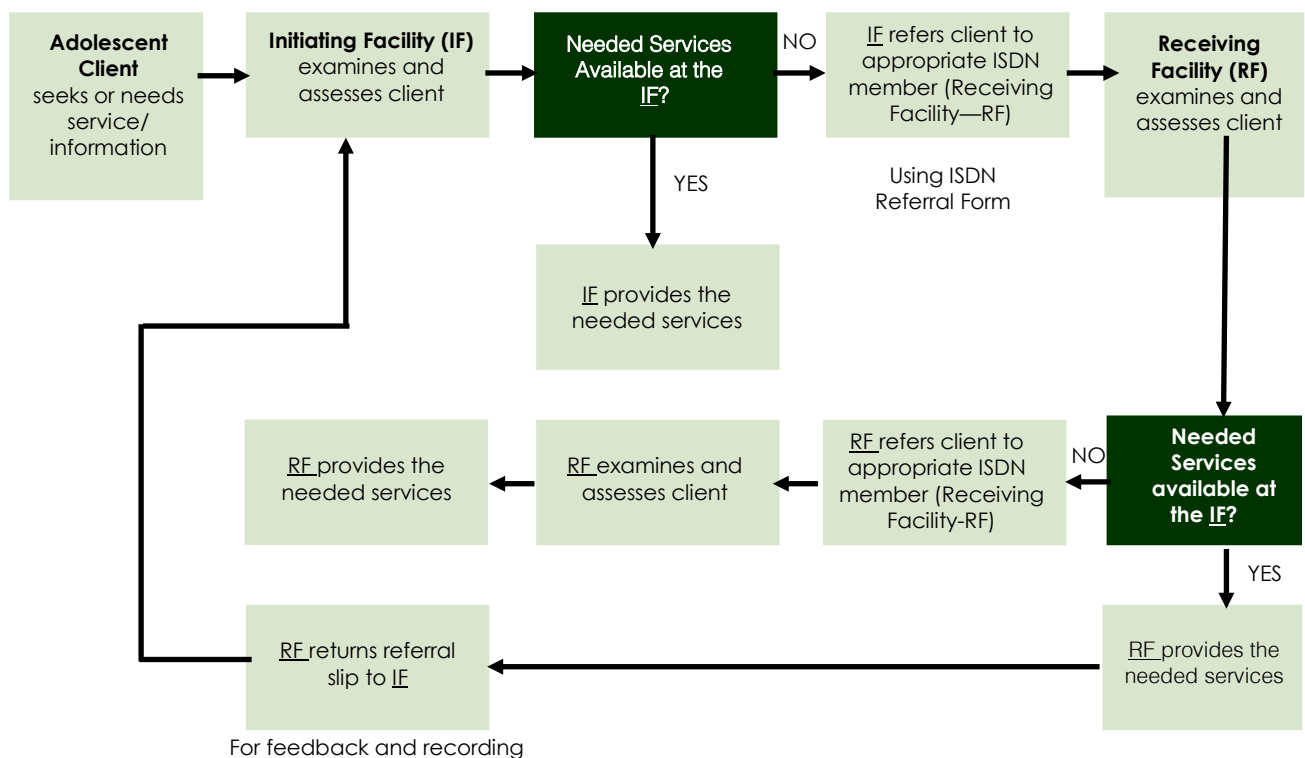 Adolescent
Client
seeks or needs
service/
information
Initiating Facility (IF)
examines and
assesses client
Needed Services
Available at the
IF?
NO
IF refers client to
appropriate ISDN
member (Receiving
Facility—RF)
Receiving
Facility (RF)
examines and
assesses client
Using ISDN
Referral Form
YES
IF provides the
needed services
RF provides the
needed services
RF examines and
assesses client
RF refers client to
appropriate ISDN
member (Receiving
Facility-RF)
NO
Needed
Services
available at
the IF?
YES
RF returns referral
slip to IF
RF provides the
needed services
For feedback and recording